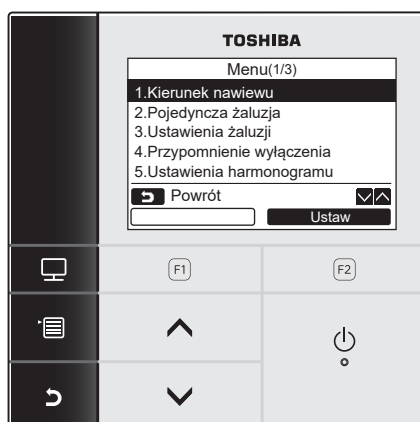 TOSHIBA
Menu(1/3)
1.Kierunek nawiewu
2.Pojedyncza żaluzja
3.Ustawienia żaluzji
4.Przypomnienie wyłączenia
5.Ustawienia harmonogramu
Powrót
Ustaw
F1 F2